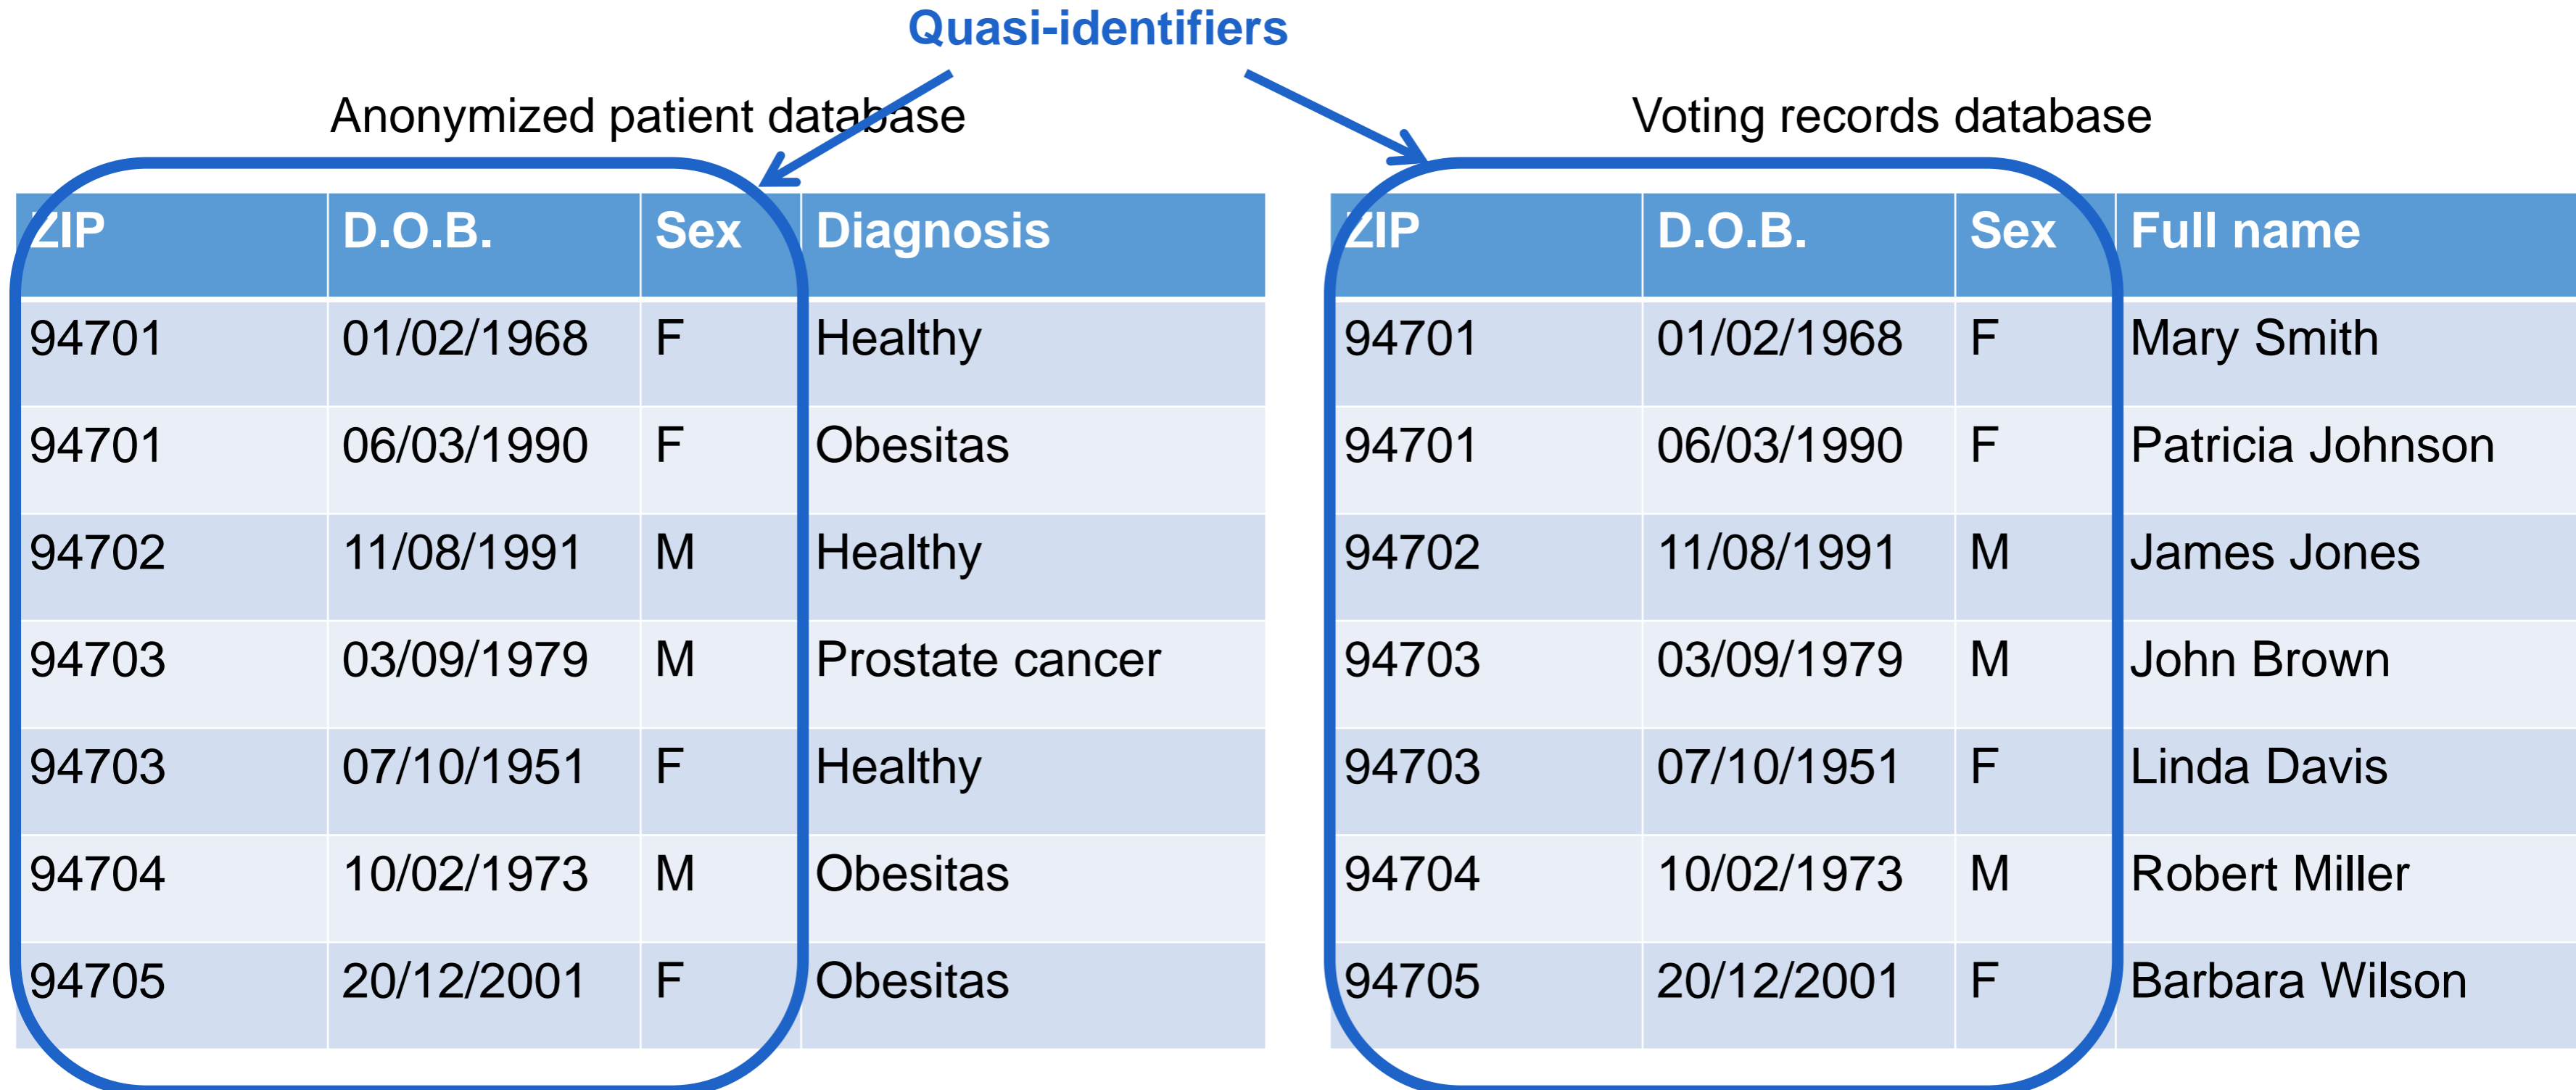 Quasi-identifiers
Anonymized patient database
ZIP D.O.B. Sex Diagnosis
94701 01/02/1968 F Healthy
94701 06/03/1990 F Obesitas
94702 11/08/1991 M Healthy
94703 03/09/1979 M Prostate cancer
94703 07/10/1951 F Healthy
94704 10/02/1973 M Obesitas
94705 20/12/2001 F Obesitas
Voting records database
ZIP D.O.B. Sex Full name
94701 01/02/1968 F Mary Smith
94701 06/03/1990 F Patricia Johnson
94702 11/08/1991 M James Jones
94703 03/09/1979 M John Brown
94703 07/10/1951 F Linda Davis
94704 10/02/1973 M Robert Miller
94705 20/12/2001 F Barbara Wilson